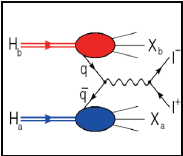 H_b X_b
q l^-
q̄ l^+
H_a X_a